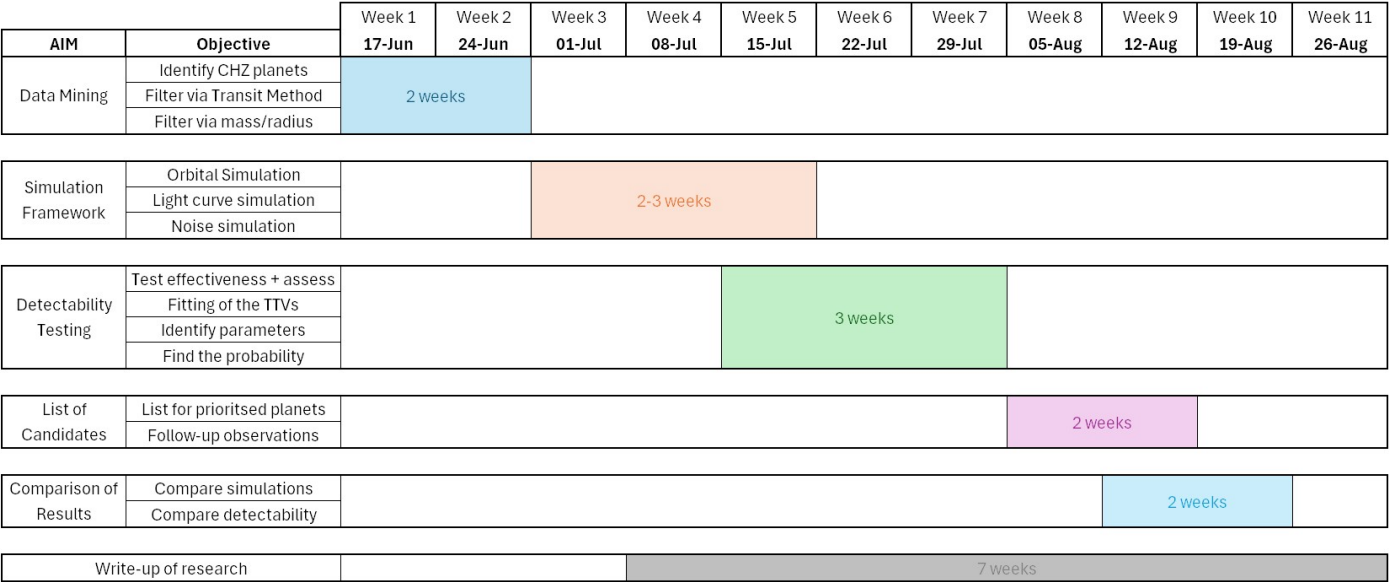 Week 1 Week 2 Week 3 Week 4 Week 5 Week 6 Week 7 Week 8 Week 9 Week 10 Week 11
AIM Objective 17-Jun 24-Jun 01-Jul 08-Jul 15-Jul 22-Jul 29-Jul 05-Aug 12-Aug 19-Aug 26-Aug
Identify CHZ planets
Data Mining Filter via Transit Method 2 weeks
Filter via mass/radius
Orbital Simulation
Simulation
Framework
Light curve simulation 2-3 weeks
Noise simulation
Test effectiveness + assess
Detectability
Testing
Fitting of the TTVs
Identify parameters
3 weeks
Find the probability
List of
Candidates
List for prioritsed planets
Follow-up observations
2 weeks
Comparison of
Results
Compare simulations
Compare detectability
2 weeks
Write-up of research 7 weeks